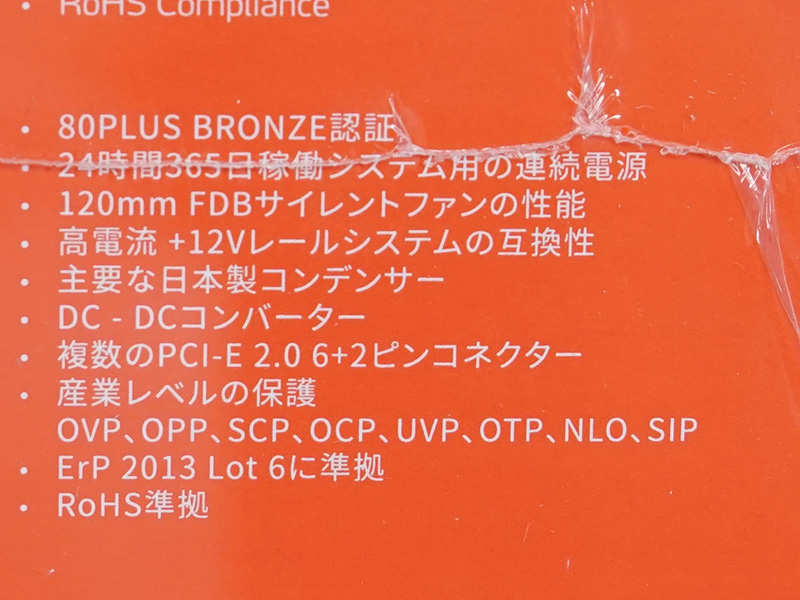 • RoHS Compliance
• 80PLUS BRONZE認証
• 24時間365日稼働システム用の連続電源
• 120mm FDBサイレントファンの性能
• 高電流 +12Vレールシステムの互換性
• 主要な日本製コンデンサー
• DC - DCコンバーター
• 複数のPCI-E 2.0 6+2ピンコネクター
• 産業レベルの保護
OVP、OPP、SCP、OCP、UVP、OTP、NLO、SIP
• ErP 2013 Lot 6に準拠
• RoHS準拠